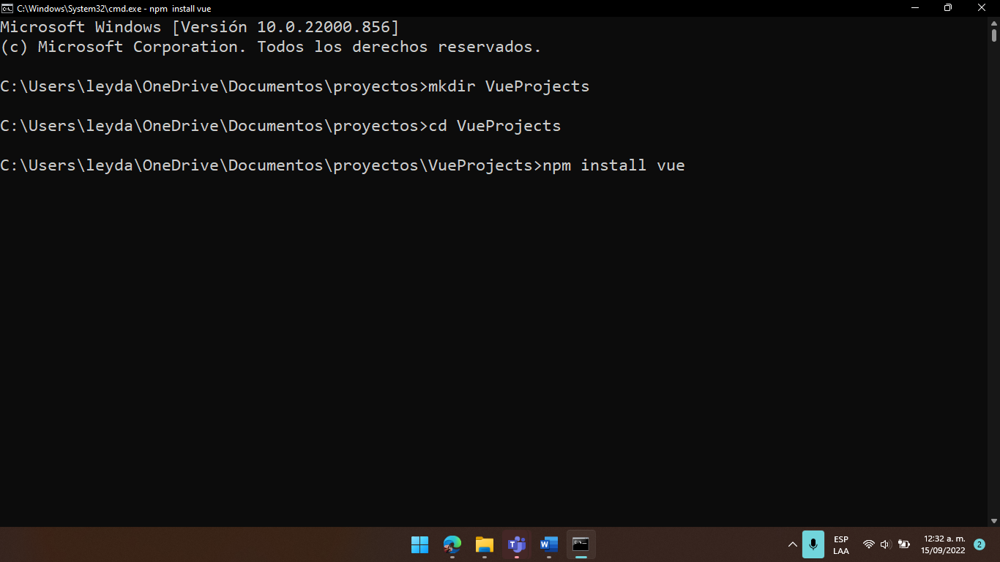 C:\Windows\System32\cmd.exe - npm  install vue
Microsoft Windows [Versión 10.0.22000.856]
(c) Microsoft Corporation. Todos los derechos reservados.
C:\Users\leyda\OneDrive\Documentos\proyectos>mkdir VueProjects
C:\Users\leyda\OneDrive\Documentos\proyectos>cd VueProjects
C:\Users\leyda\OneDrive\Documentos\proyectos\VueProjects>npm install vue
ESP
LAA
12:32 a. m.
15/09/2022
2